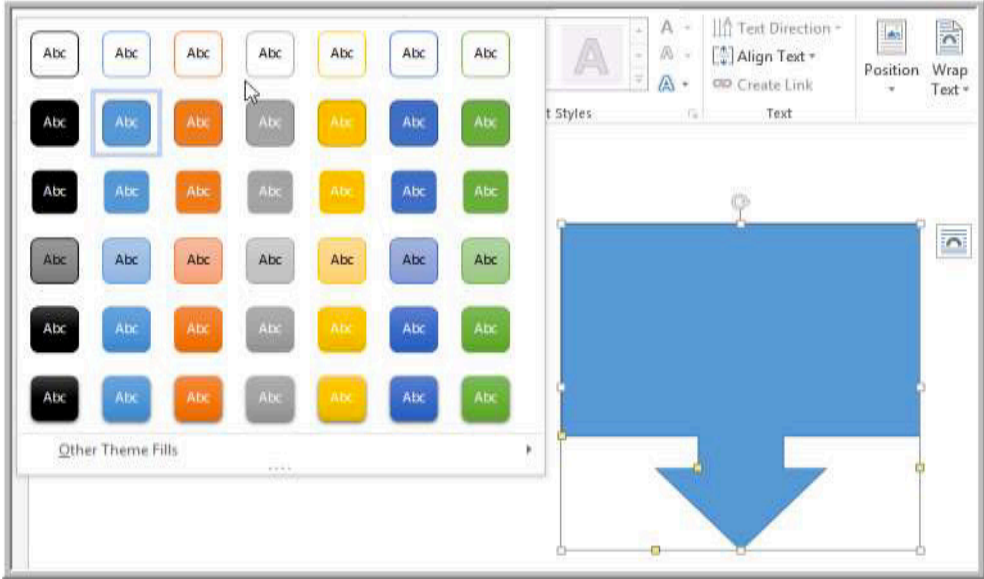 Abc Abc Abc Abc Abc Abc Abc
Abc Abc Abc Abc Abc Abc Abc
Abc Abc Abc Abc Abc Abc Abc
Abc Abc Abc Abc Abc Abc Abc
Abc Abc Abc Abc Abc Abc Abc
Abc Abc Abc Abc Abc Abc Abc
Other Theme Fills
A
A Text Direction
A Align Text
A Create Link
t Styles
Text
Position
Wrap
Text